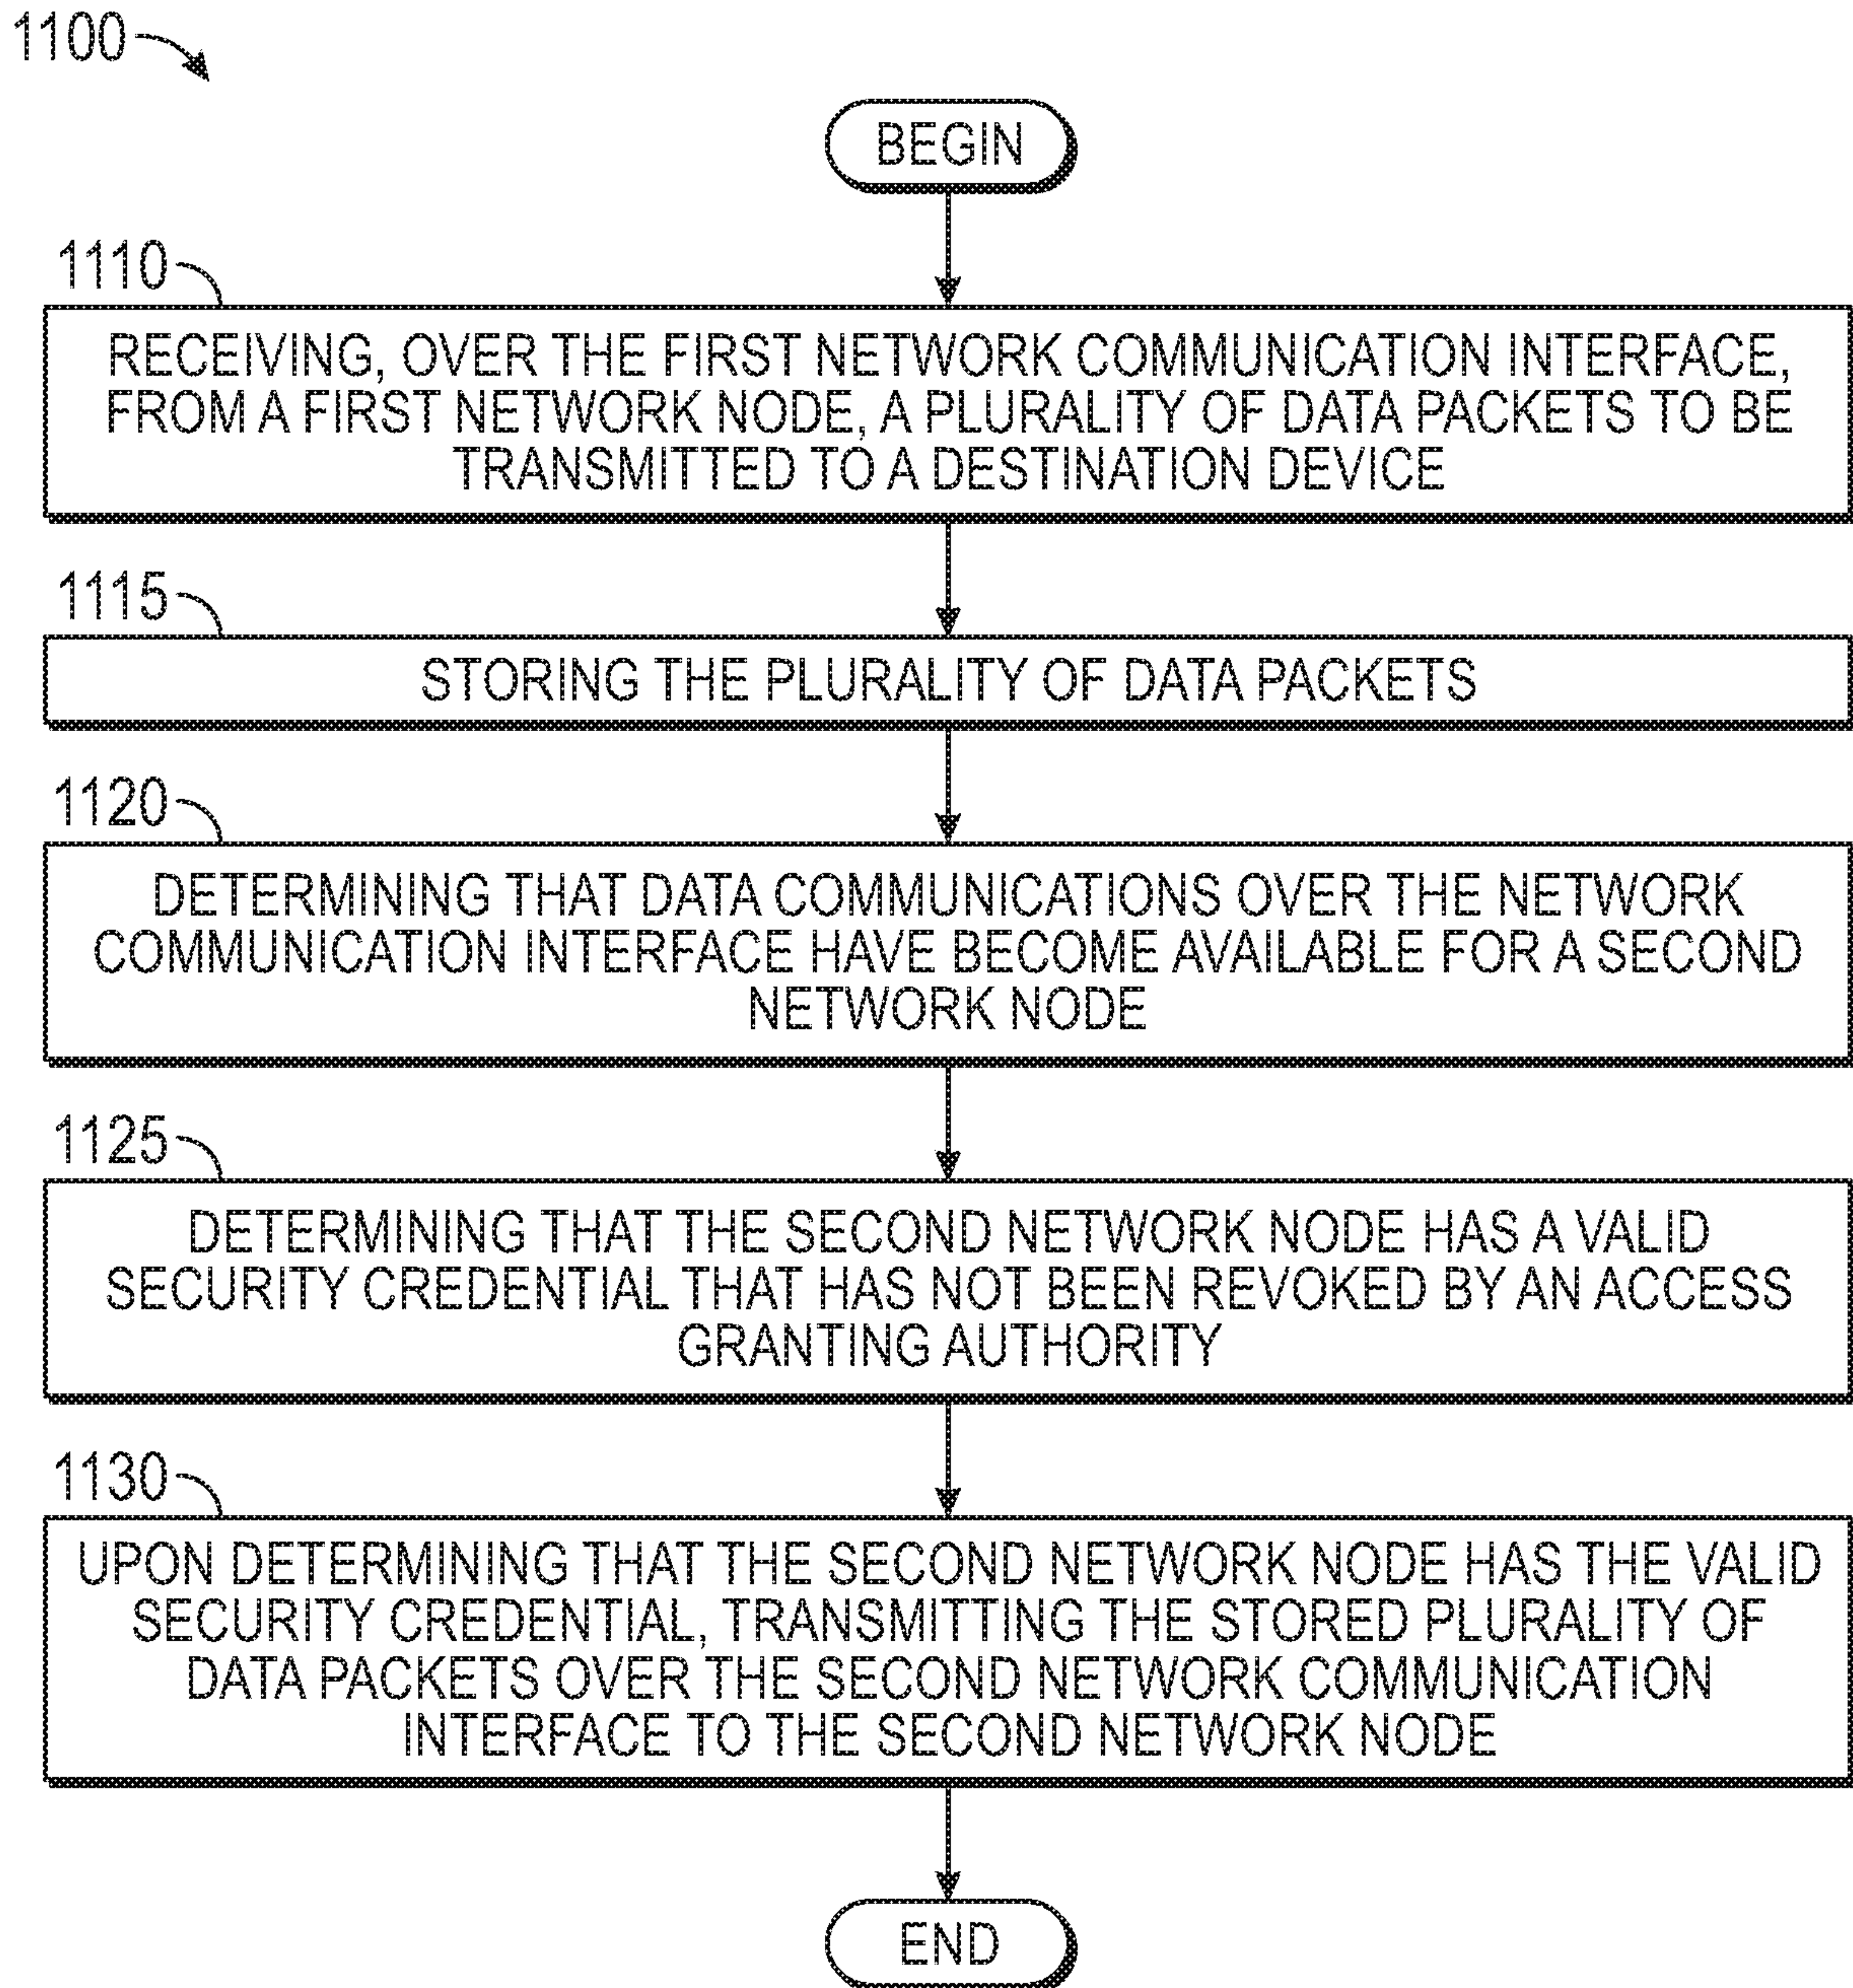 1100
BEGIN
1110
RECEIVING, OVER THE FIRST NETWORK COMMUNICATION INTERFACE,
FROM A FIRST NETWORK NODE, A PLURALITY OF DATA PACKETS TO BE
TRANSMITTED TO A DESTINATION DEVICE
1115
STORING THE PLURALITY OF DATA PACKETS
1120
DETERMINING THAT DATA COMMUNICATIONS OVER THE NETWORK
COMMUNICATION INTERFACE HAVE BECOME AVAILABLE FOR A SECOND
NETWORK NODE
1125
DETERMINING THAT THE SECOND NETWORK NODE HAS A VALID
SECURITY CREDENTIAL THAT HAS NOT BEEN REVOKED BY AN ACCESS
GRANTING AUTHORITY
1130
UPON DETERMINING THAT THE SECOND NETWORK NODE HAS THE VALID
SECURITY CREDENTIAL, TRANSMITTING THE STORED PLURALITY OF
DATA PACKETS OVER THE SECOND NETWORK COMMUNICATION
INTERFACE TO THE SECOND NETWORK NODE
END